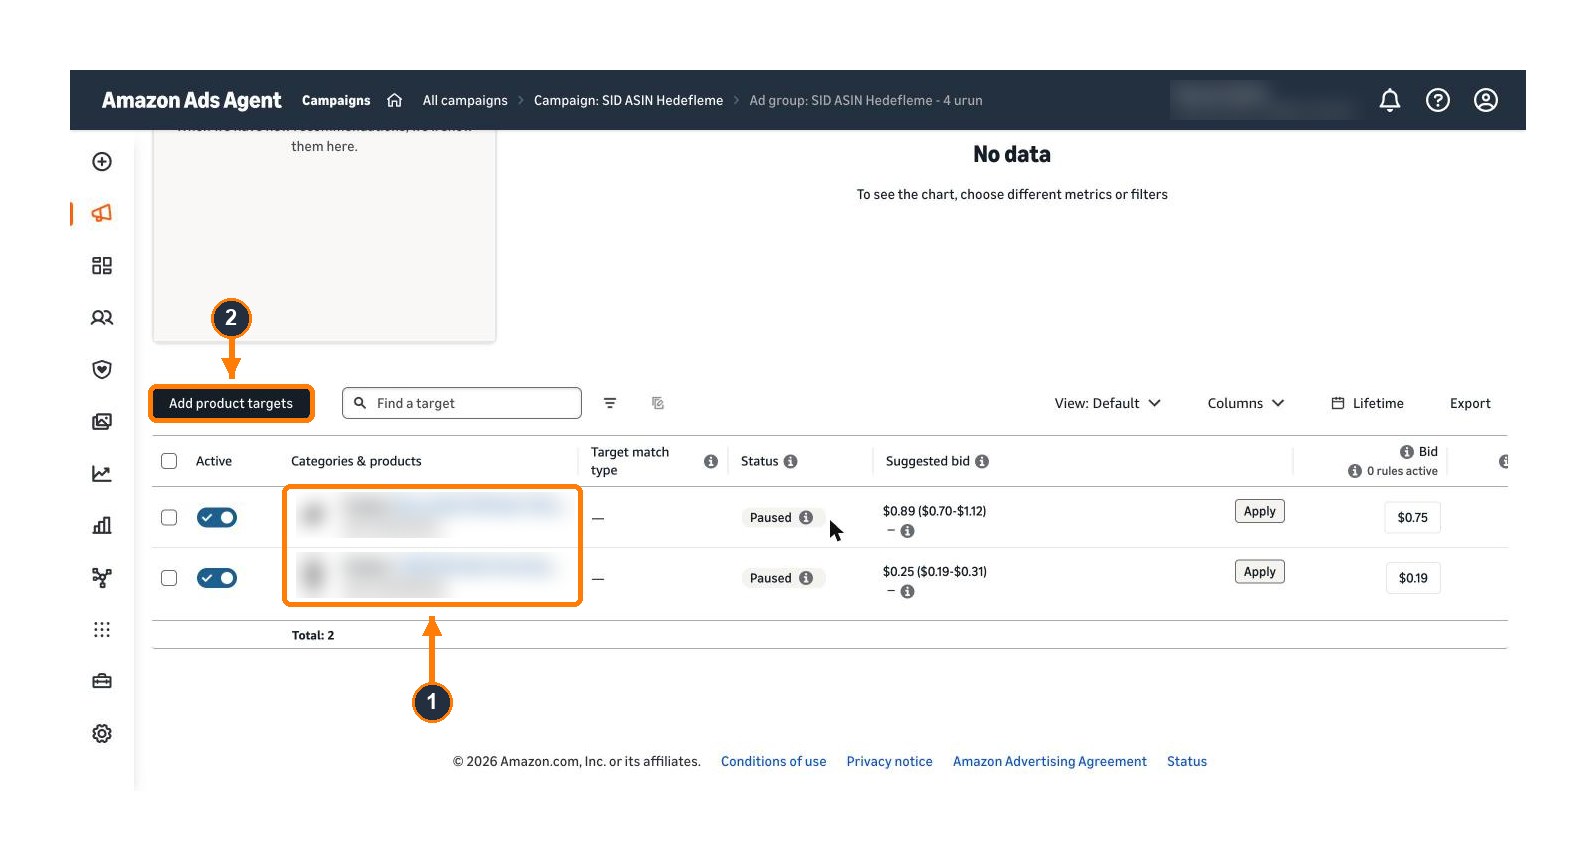 Amazon Ads Agent Campaigns All campaigns Campaign: SID ASIN Hedefleme Ad group: SID ASIN Hedefleme - 4 urun
them here.
No data
To see the chart, choose different metrics or filters
2
Add product targets Find a target View: Default Columns Lifetime Export
Active Categories & products Target match type Status Suggested bid Bid
0 rules active
Paused $0.89 ($0.70-$1.12) Apply $0.75
—
Paused $0.25 ($0.19-$0.31) Apply $0.19
—
Total: 2
1
© 2026 Amazon.com, Inc. or its affiliates. Conditions of use Privacy notice Amazon Advertising Agreement Status